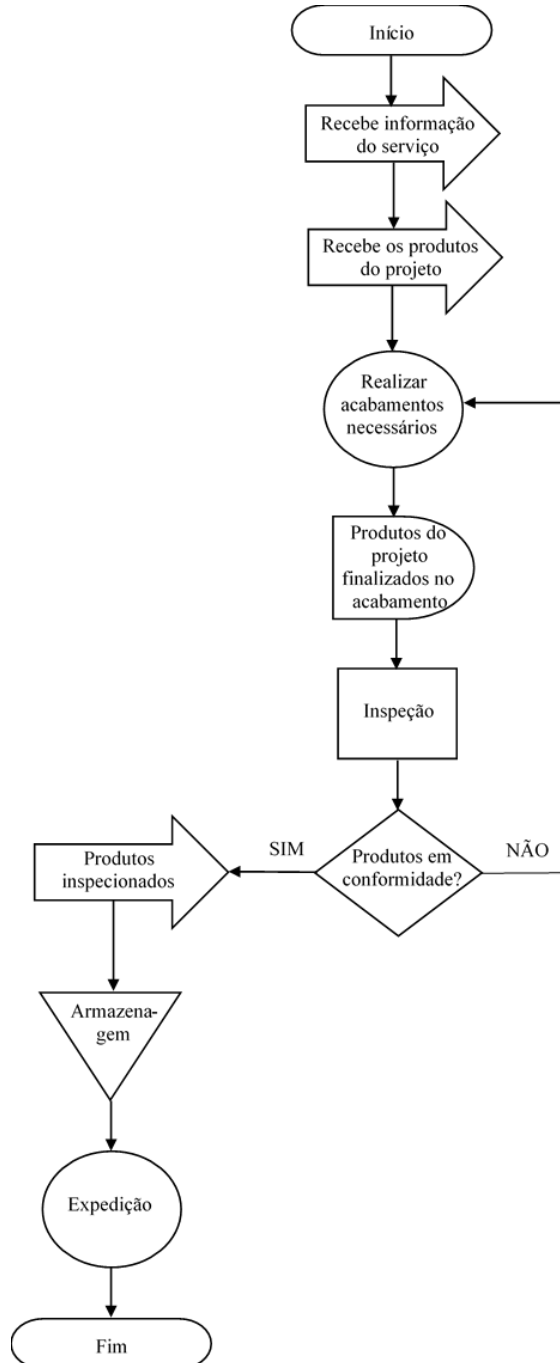 Início
Recebe informação
do serviço
Recebe os produtos
do projeto
Realizar
acabamentos
necessários
Produtos do
projeto
finalizados no
acabamento
Inspeção
Produtos em
conformidade?
SIM
NÃO
Produtos
inspecionados
Armazena-
gem
Expedição
Fim